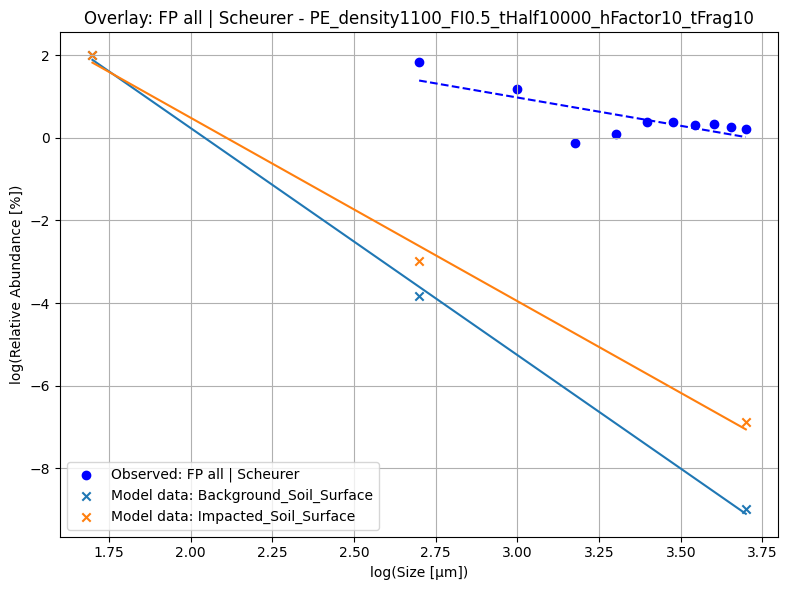 Overlay: FP all | Scheurer - PE_density1100_FI0.5_tHalf10000_hFactor10_tFrag10
log(Relative Abundance [%])
2
0
−2
−4
−6
−8
Observed: FP all | Scheurer
Model data: Background_Soil_Surface
Model data: Impacted_Soil_Surface
1.75 2.00 2.25 2.50 2.75 3.00 3.25 3.50 3.75
log(Size [μm])